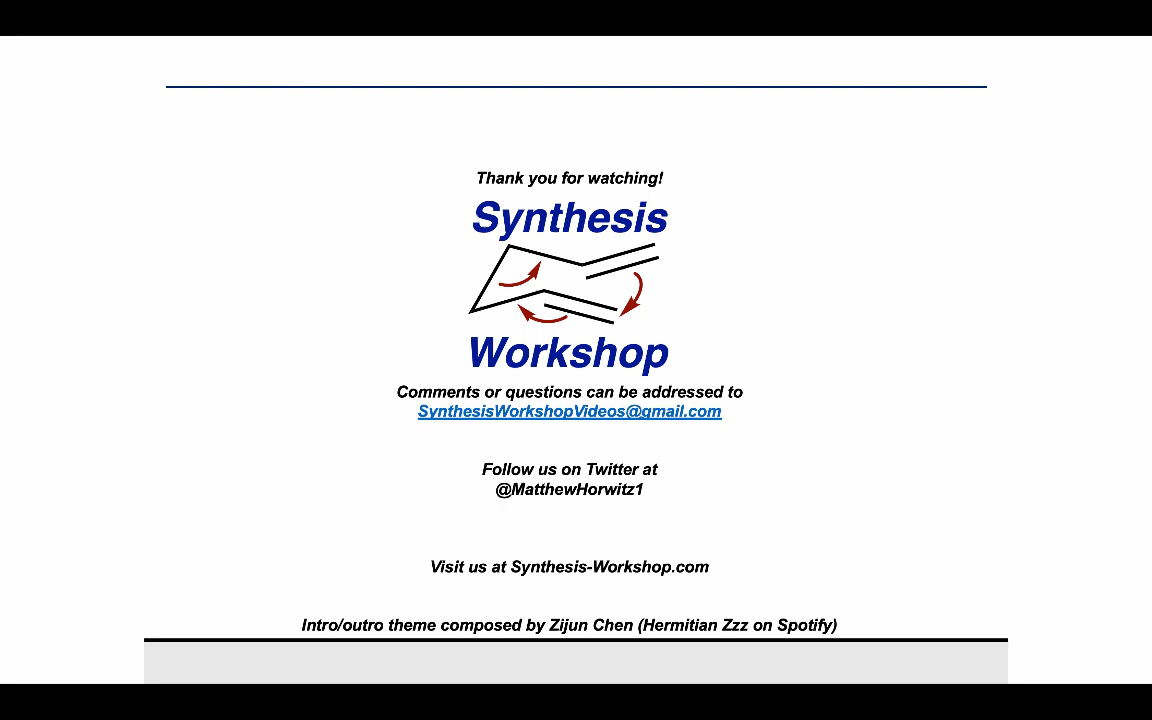 Thank you for watching!
Synthesis
Workshop
Comments or questions can be addressed to
SynthesisWorkshopVideos@gmail.com
Follow us on Twitter at
@MatthewHorwitz1
Visit us at Synthesis-Workshop.com
Intro/outro theme composed by Zijun Chen (Hermitian Zzz on Spotify)